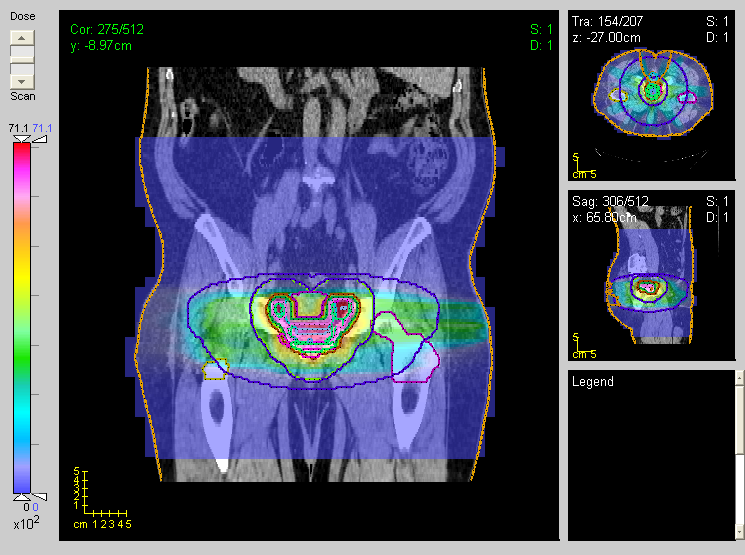 Dose
Scan
71.1 71.1
0 0
x10²
Cor: 275/512
y: -8.97cm
S: 1
D: 1
5
4
3
2
1
cm 1 2 3 4 5
Tra: 154/207
z: -27.00cm
S: 1
D: 1
5
cm 5
Sag: 306/512
x: 65.80cm
S: 1
D: 1
5
cm 5
Legend